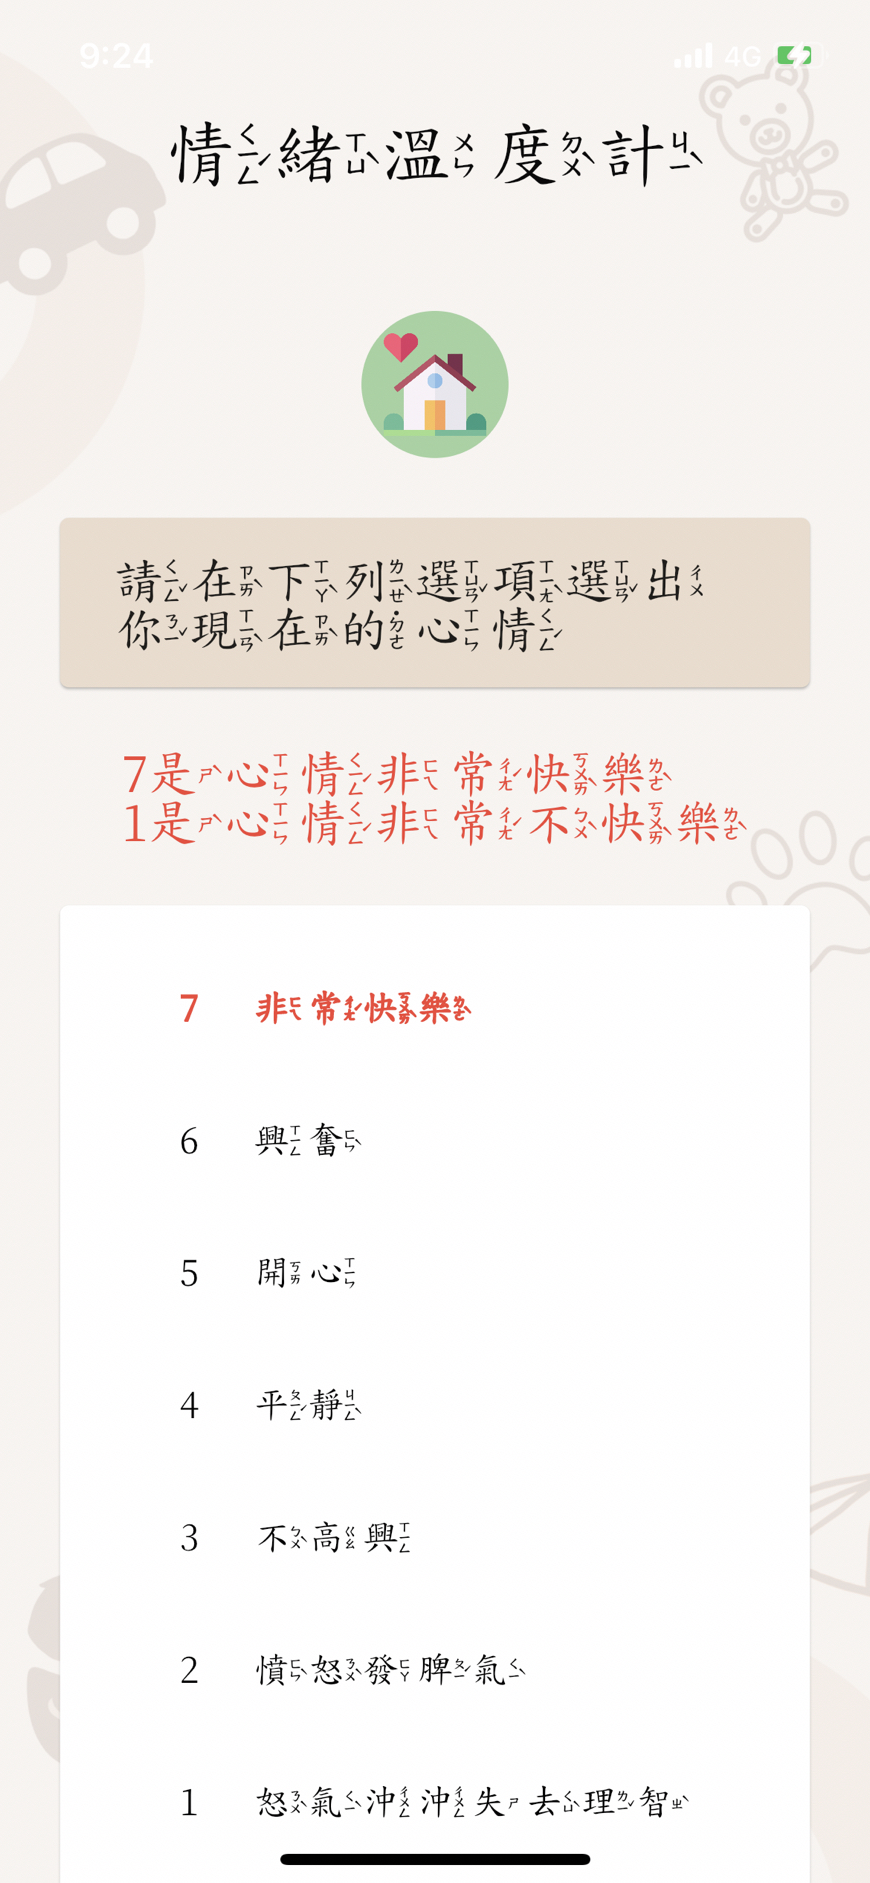 9:24
4G
情緒溫度計
請在下列選項選出
你現在的心情
7是心情非常快樂
1是心情非常不快樂
7 非常快樂
6 興奮
5 開心
4 平靜
3 不高興
2 憤怒發脾氣
1 怒氣沖沖失去理智